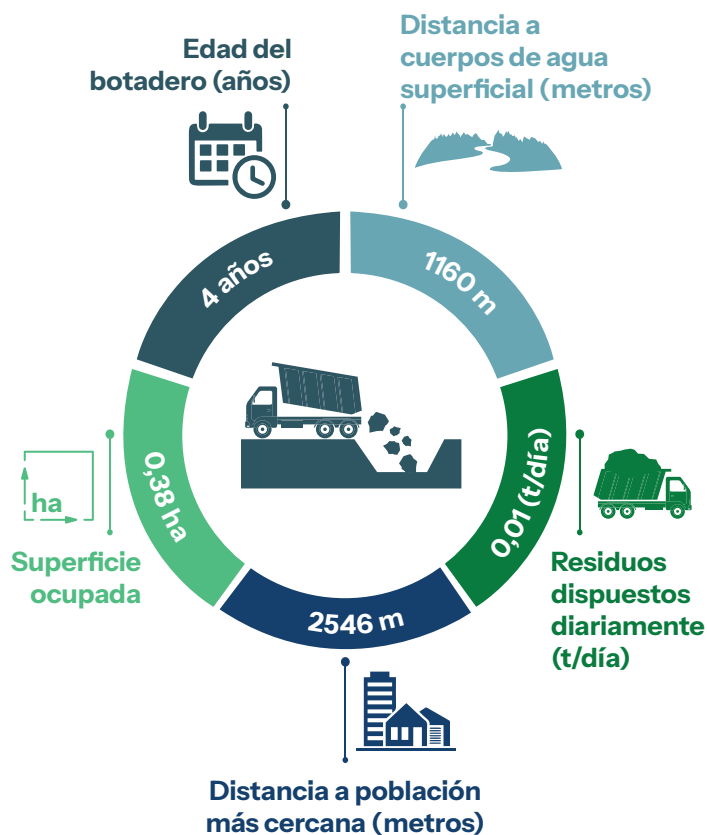 Edad del
botadero (años)
Distancia a
cuerpos de agua
superficial (metros)
4 años
1160 m
0,38 ha
0,01 (t/día)
2546 m
ha
Superficie
ocupada
Residuos
dispuestos
diariamente
(t/día)
Distancia a población
más cercana (metros)